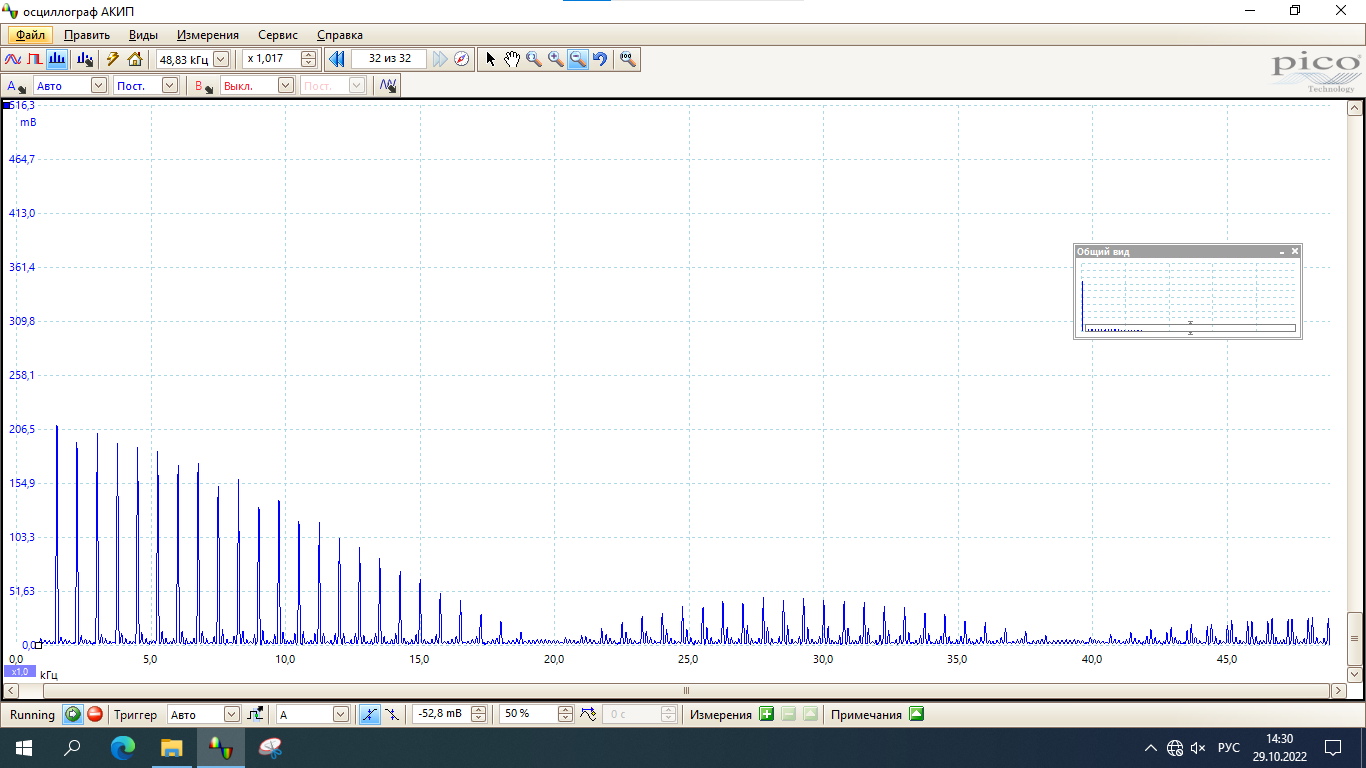 осциллограф АКИП
Файл Править Виды Измерения Сервис Справка
48,83 кГц x 1,017 32 из 32
pico
Technology
A Авто Пост. B Выкл. Пост.
516,3
mB
464,7
413,0
361,4
309,8
258,1
206,5
154,9
103,3
51,63
0,0
Общий вид
0,0 5,0 10,0 15,0 20,0 25,0 30,0 35,0 40,0 45,0
x1,0 кГц
Running Триггер Авто A -52,8 mB 50 % 0 с Измерения Примечания
РУС
14:30
29.10.2022